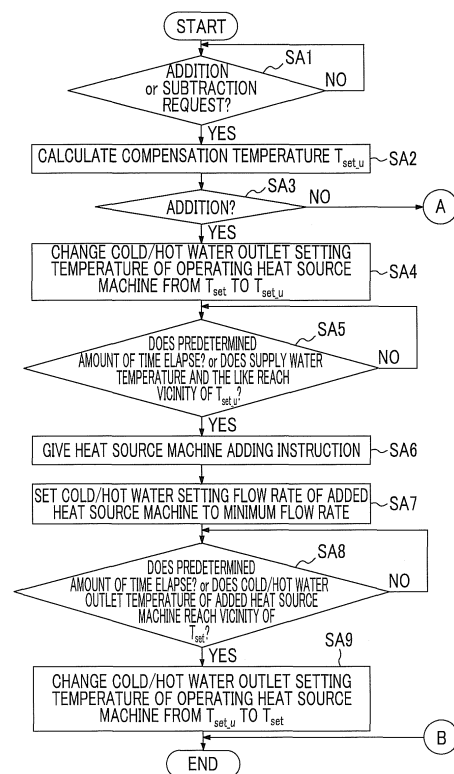 START
SA1
ADDITION
or SUBTRACTION
REQUEST?
NO
YES
CALCULATE COMPENSATION TEMPERATURE Tset_u
SA2
SA3
ADDITION?
NO
A
YES
CHANGE COLD/HOT WATER OUTLET SETTING
TEMPERATURE OF OPERATING HEAT SOURCE
MACHINE FROM Tset TO Tset_u
SA4
SA5
DOES PREDETERMINED
AMOUNT OF TIME ELAPSE? or DOES SUPPLY WATER
TEMPERATURE AND THE LIKE REACH
VICINITY OF Tset_u?
NO
YES
GIVE HEAT SOURCE MACHINE ADDING INSTRUCTION
SA6
SET COLD/HOT WATER SETTING FLOW RATE OF ADDED
HEAT SOURCE MACHINE TO MINIMUM FLOW RATE
SA7
SA8
DOES PREDETERMINED
AMOUNT OF TIME ELAPSE? or DOES COLD/HOT WATER
OUTLET TEMPERATURE OF ADDED HEAT SOURCE
MACHINE REACH VICINITY OF
Tset?
NO
YES
SA9
CHANGE COLD/HOT WATER OUTLET SETTING
TEMPERATURE OF OPERATING HEAT SOURCE
MACHINE FROM Tset_u TO Tset
B
END